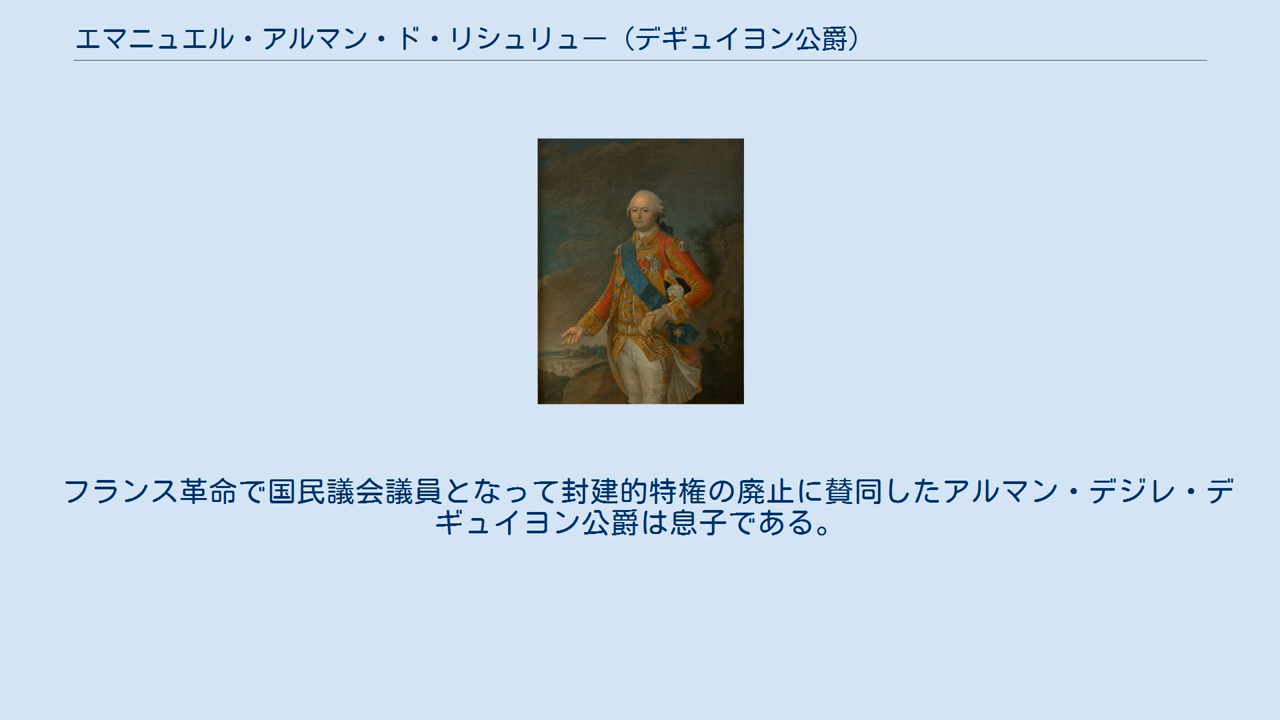 エマニュエル・アルマン・ド・リシュリュー（デギュイヨン公爵）
フランス革命で国民議会議員となって封建的特権の廃止に賛同したアルマン・デジレ・デ
ギュイヨン公爵は息子である。